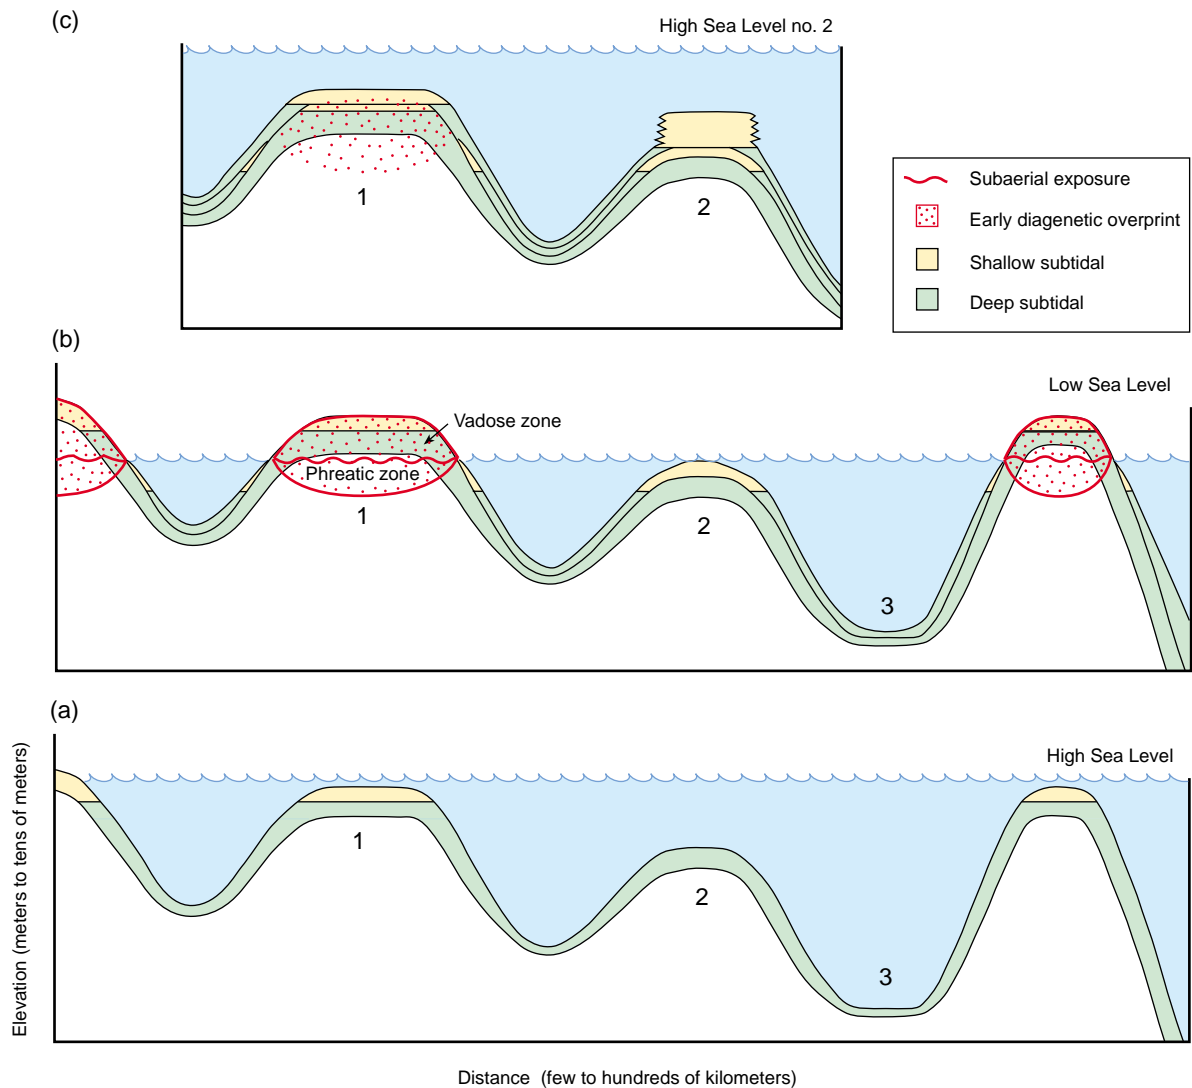 (c)
High Sea Level no. 2
1
2
Subaerial exposure
Early diagenetic overprint
Shallow subtidal
Deep subtidal
(b)
Low Sea Level
Vadose zone
Phreatic zone
1
2
3
(a)
High Sea Level
1
2
3
Elevation (meters to tens of meters)
Distance (few to hundreds of kilometers)